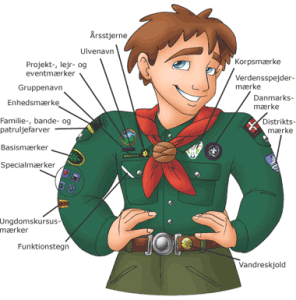 Årsstjerne
Ulvenavn
Projekt-, lejr- og
eventmærker
Gruppenavn
Enhedsmærke
Familie-, bande- og
patruljefarver
Basismærker
Specialmærker
Ungdomskursus-
mærker
Funktionstegn
Korpsmærke
Verdensspejder-
mærke
Danmarks-
mærke
Distrikts-
mærke
Vandreskjold